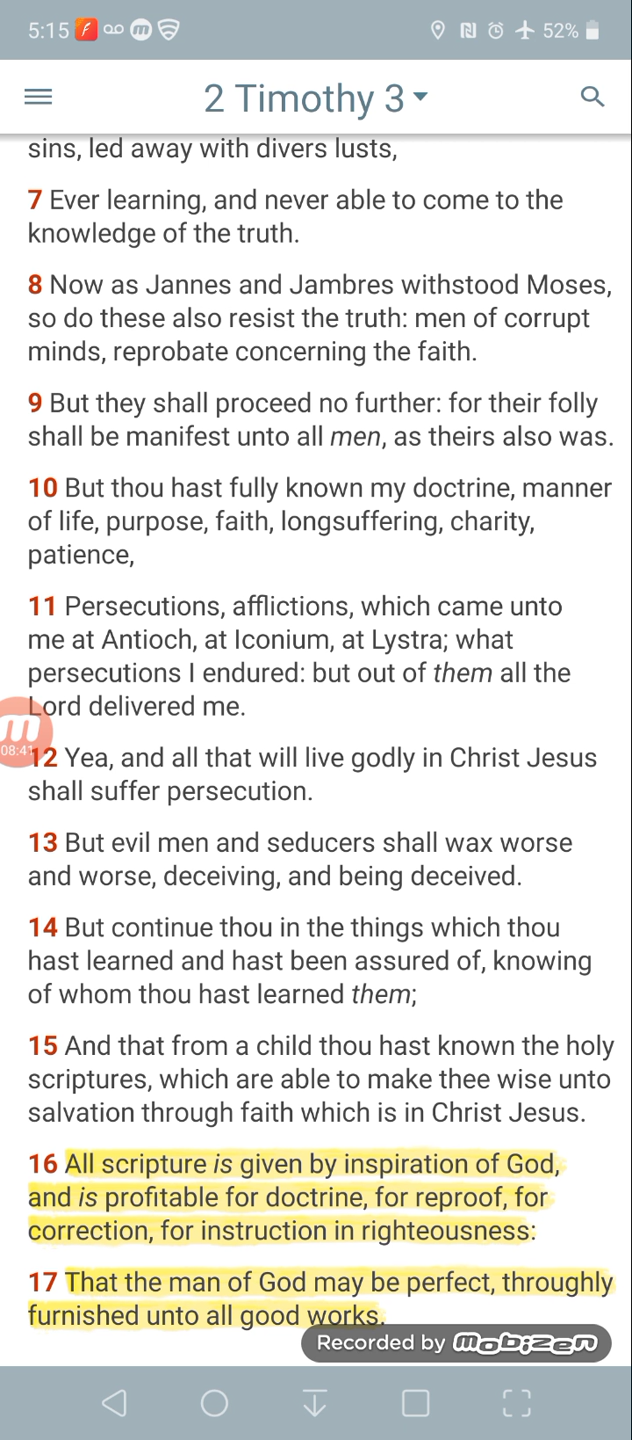 5:15
52%
2 Timothy 3
sins, led away with divers lusts,
7 Ever learning, and never able to come to the
knowledge of the truth.
8 Now as Jannes and Jambres withstood Moses,
so do these also resist the truth: men of corrupt
minds, reprobate concerning the faith.
9 But they shall proceed no further: for their folly
shall be manifest unto all men, as theirs also was.
10 But thou hast fully known my doctrine, manner
of life, purpose, faith, longsuffering, charity,
patience,
11 Persecutions, afflictions, which came unto
me at Antioch, at Iconium, at Lystra; what
persecutions I endured: but out of them all the
Lord delivered me.
m
08:41
12 Yea, and all that will live godly in Christ Jesus
shall suffer persecution.
13 But evil men and seducers shall wax worse
and worse, deceiving, and being deceived.
14 But continue thou in the things which thou
hast learned and hast been assured of, knowing
of whom thou hast learned them;
15 And that from a child thou hast known the holy
scriptures, which are able to make thee wise unto
salvation through faith which is in Christ Jesus.
16 All scripture is given by inspiration of God,
and is profitable for doctrine, for reproof, for
correction, for instruction in righteousness:
17 That the man of God may be perfect, throughly
furnished unto all good works.
Recorded by mobizen